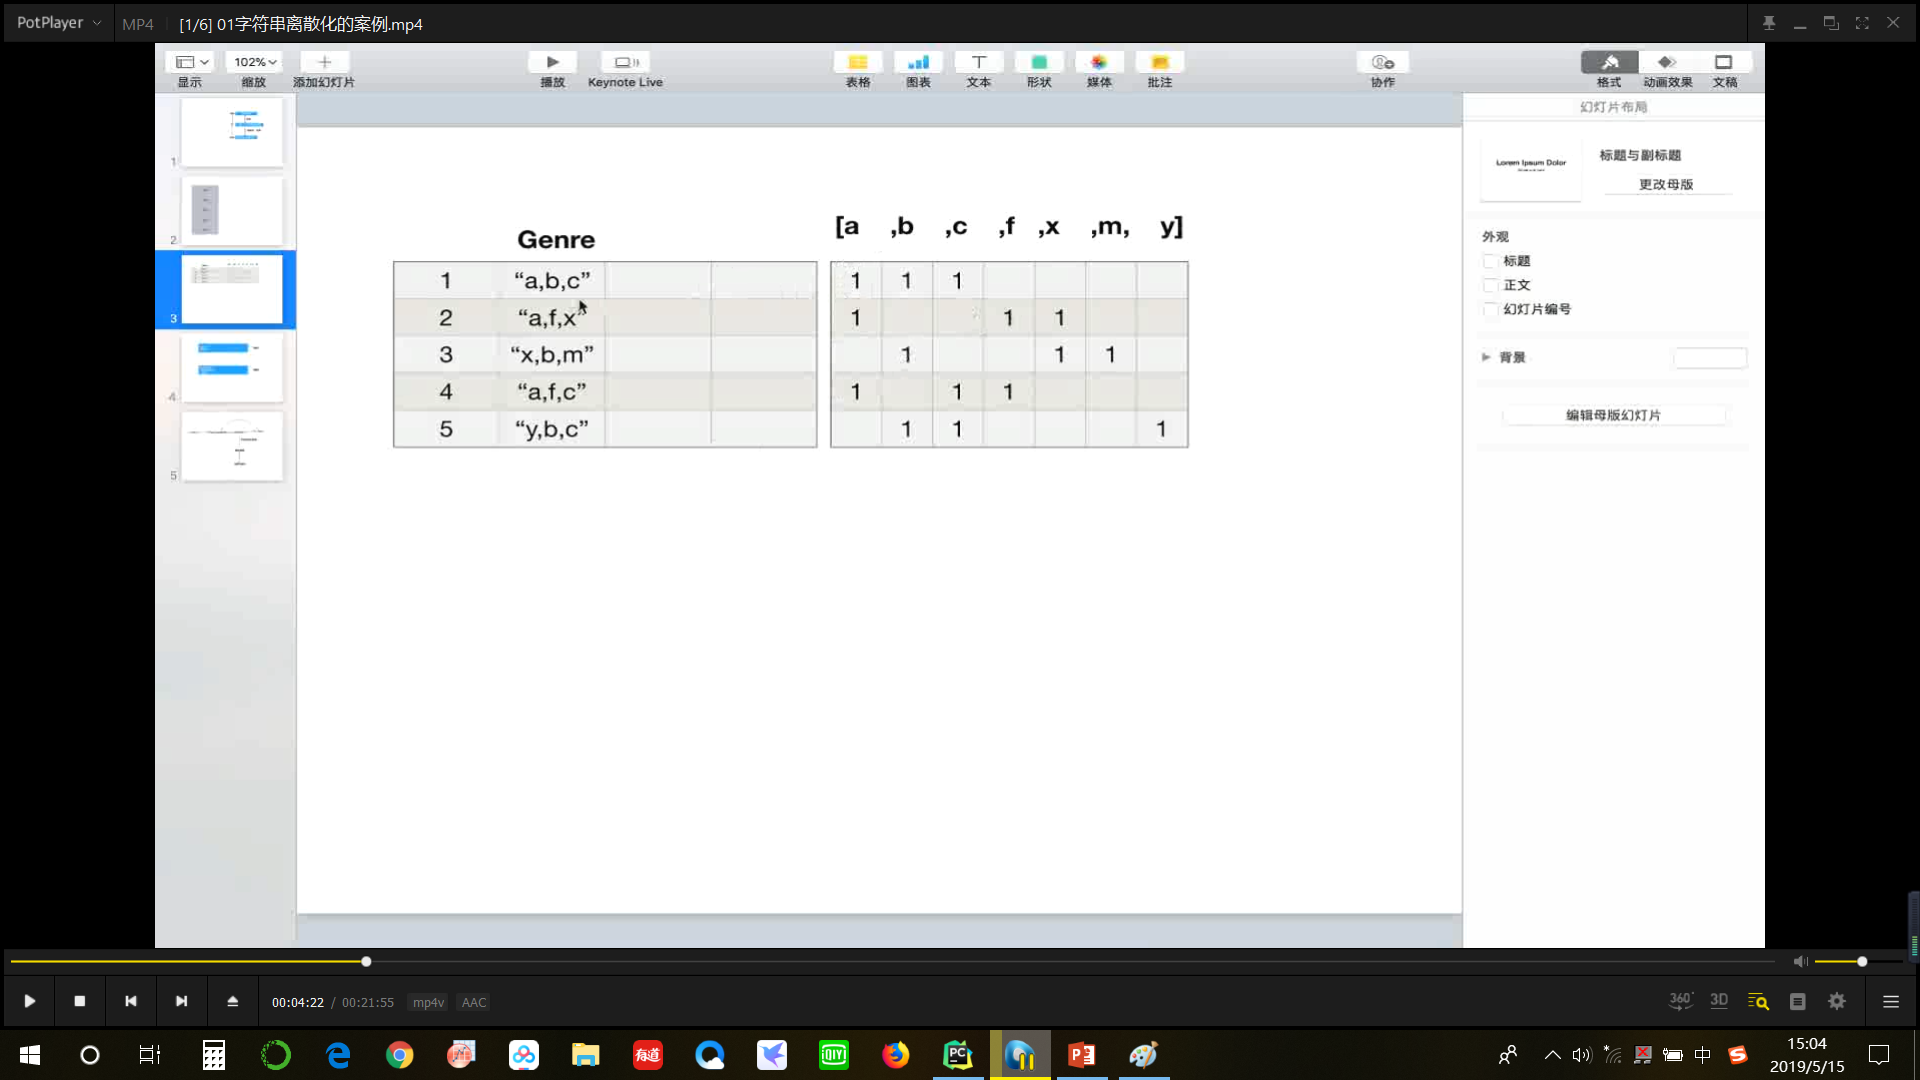 PotPlayer MP4 [1/6] 01字符串离散化的案例.mp4
102%
显示 缩放 添加幻灯片 播放 Keynote Live 表格 图表 文本 形状 媒体 批注 协作 格式 动画效果 文稿
幻灯片布局
Lorem Ipsum Dolor
标题与副标题
更改母版
外观
标题
正文
幻灯片编号
背景
编辑母版幻灯片
1
2
3
4
5
Genre
[a ,b ,c ,f ,x ,m, y]
1 “a,b,c” 1 1 1
2 “a,f,x” 1 1 1
3 “x,b,m” 1 1 1
4 “a,f,c” 1 1 1
5 “y,b,c” 1 1 1
00:04:22 / 00:21:55 mp4v AAC
360° 3D
有道
QIY
PC
P
中
S
15:04
2019/5/15